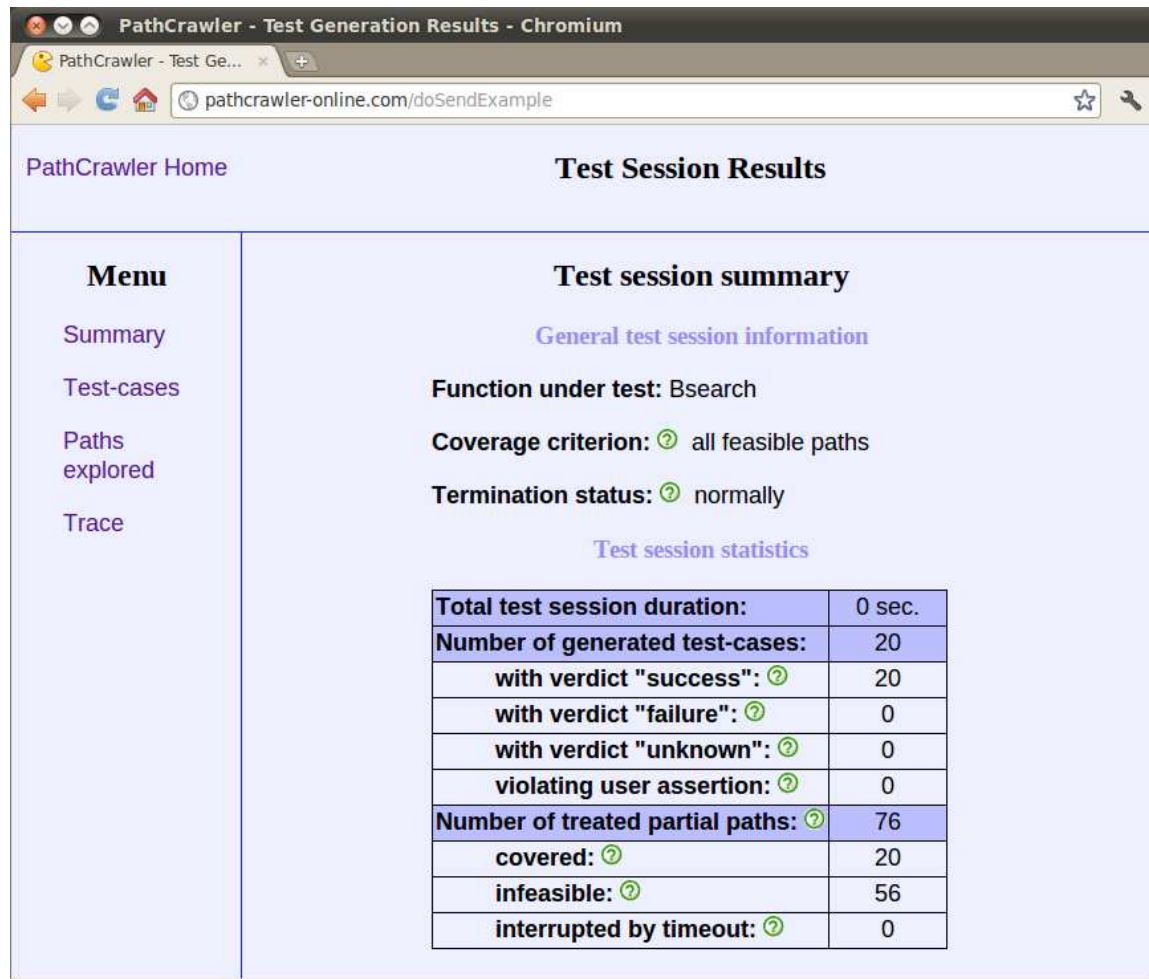 PathCrawler - Test Generation Results - Chromium
PathCrawler - Test Ge...
pathcrawler-online.com/doSendExample
PathCrawler Home
Test Session Results
Menu
Summary
Test-cases
Paths
explored
Trace
Test session summary
General test session information
Function under test: Bsearch
Coverage criterion: ? all feasible paths
Termination status: ? normally
Test session statistics
Total test session duration: 0 sec.
Number of generated test-cases: 20
with verdict "success": ? 20
with verdict "failure": ? 0
with verdict "unknown": ? 0
violating user assertion: ? 0
Number of treated partial paths: ? 76
covered: ? 20
infeasible: ? 56
interrupted by timeout: ? 0